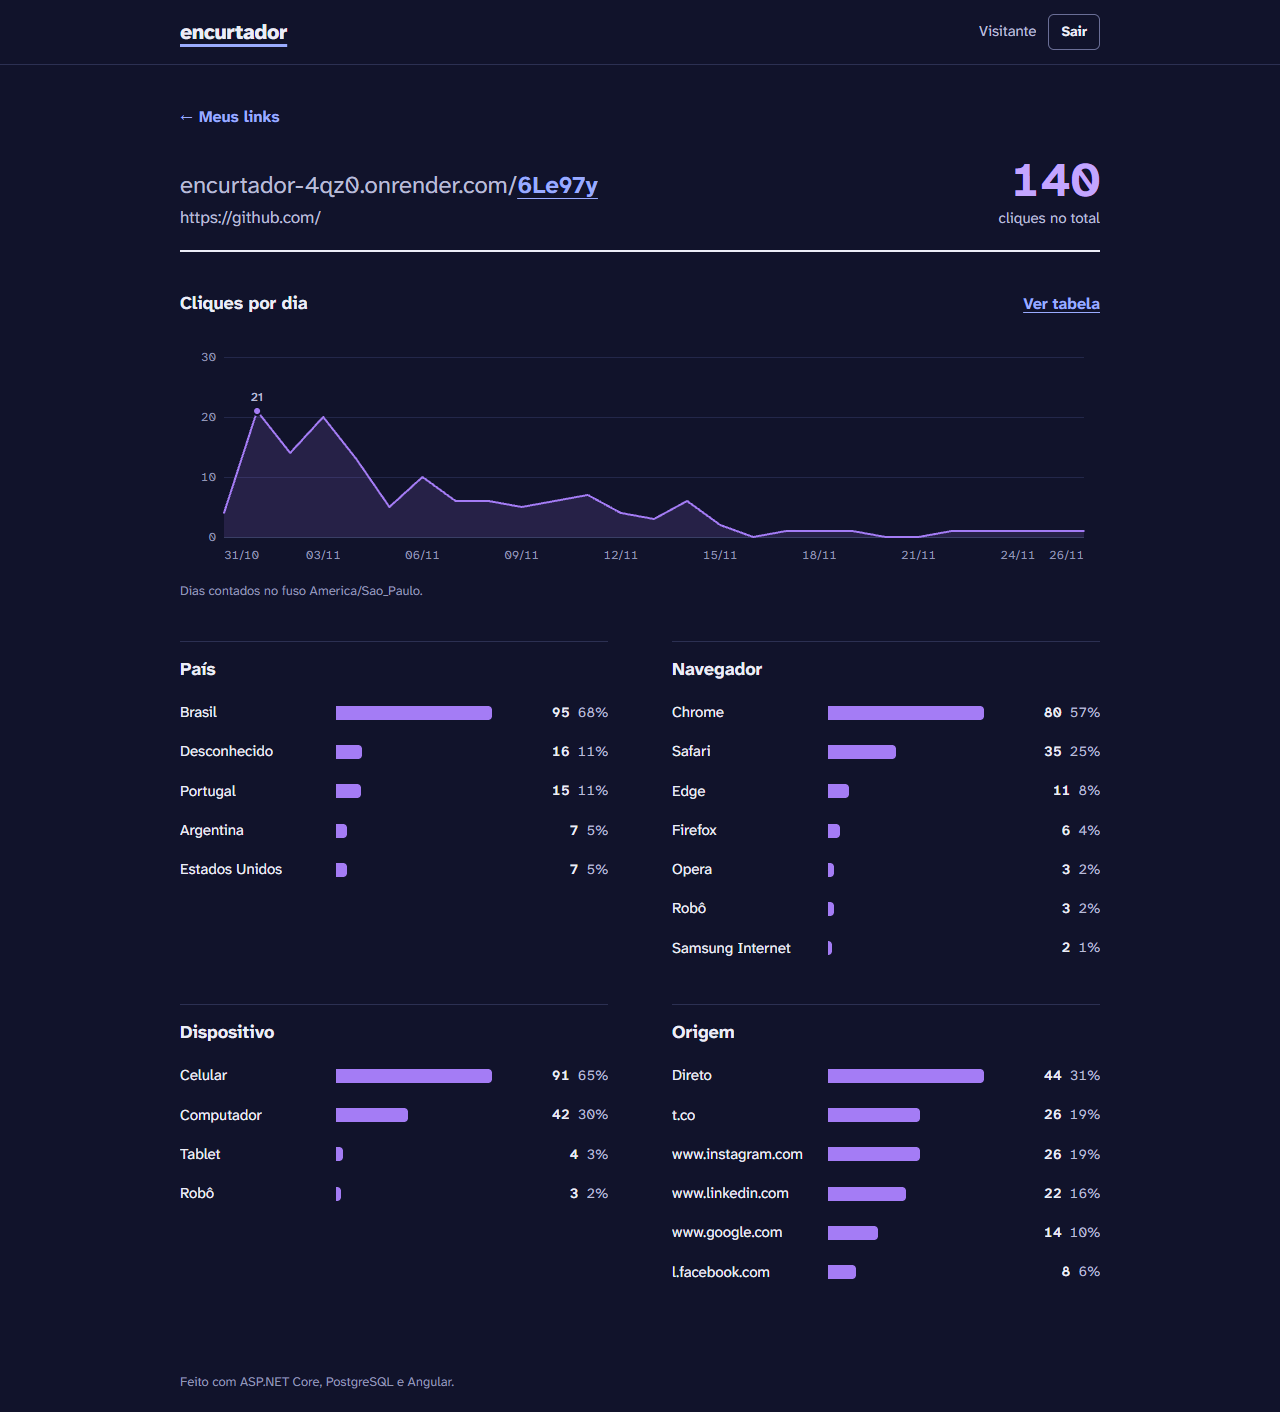 encurtador
Visitante Sair
← Meus links
encurtador-4qz0.onrender.com/6Le97y
140
https://github.com/
cliques no total
Cliques por dia
Ver tabela
30
21
20
10
0
31/10 03/11 06/11 09/11 12/11 15/11 18/11 21/11 24/11 26/11
Dias contados no fuso America/Sao_Paulo.
País
Brasil 95 68%
Desconhecido 16 11%
Portugal 15 11%
Argentina 7 5%
Estados Unidos 7 5%
Navegador
Chrome 80 57%
Safari 35 25%
Edge 11 8%
Firefox 6 4%
Opera 3 2%
Robô 3 2%
Samsung Internet 2 1%
Dispositivo
Celular 91 65%
Computador 42 30%
Tablet 4 3%
Robô 3 2%
Origem
Direto 44 31%
t.co 26 19%
www.instagram.com 26 19%
www.linkedin.com 22 16%
www.google.com 14 10%
l.facebook.com 8 6%
Feito com ASP.NET Core, PostgreSQL e Angular.